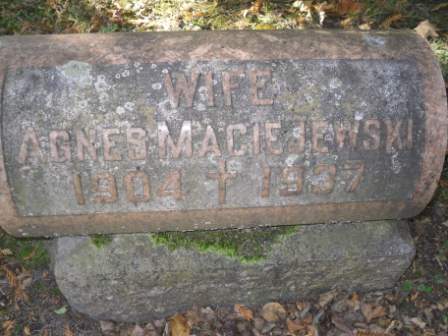 WIFE
AGNES MACIEJEWSKI
1904 ✝ 1937